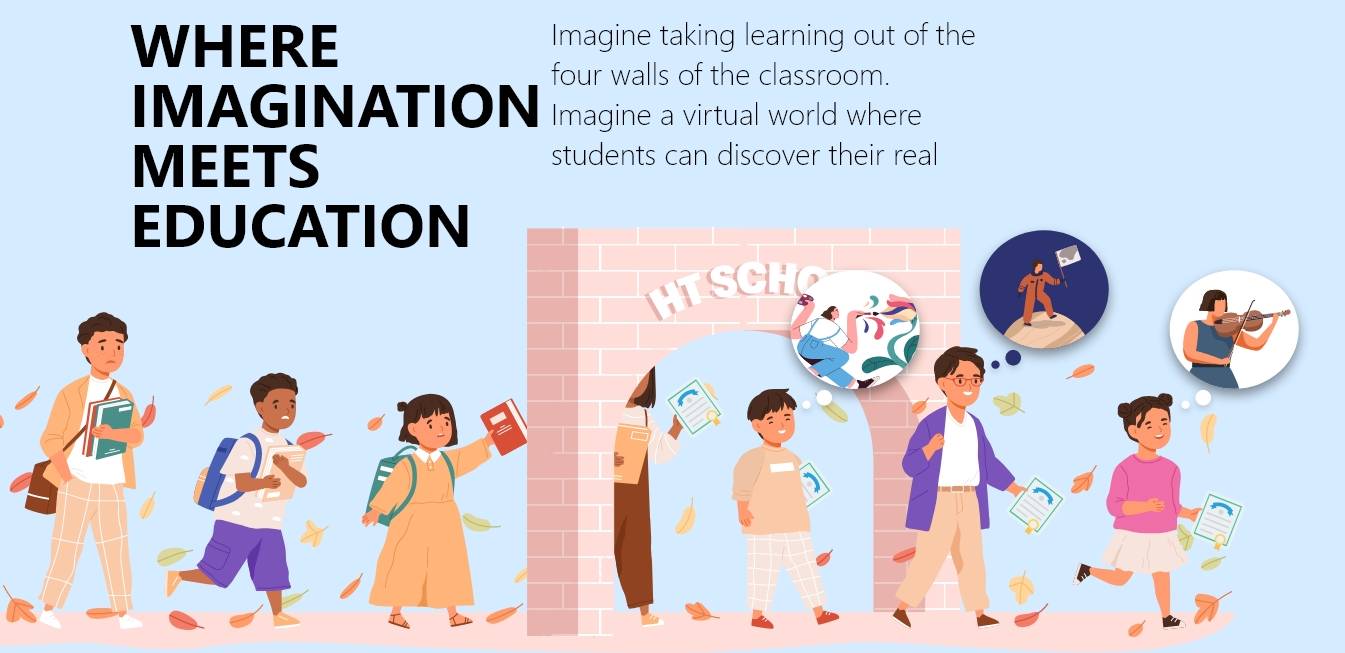 WHERE
IMAGINATION
MEETS
EDUCATION
Imagine taking learning out of the
four walls of the classroom.
Imagine a virtual world where
students can discover their real
HT SCHO